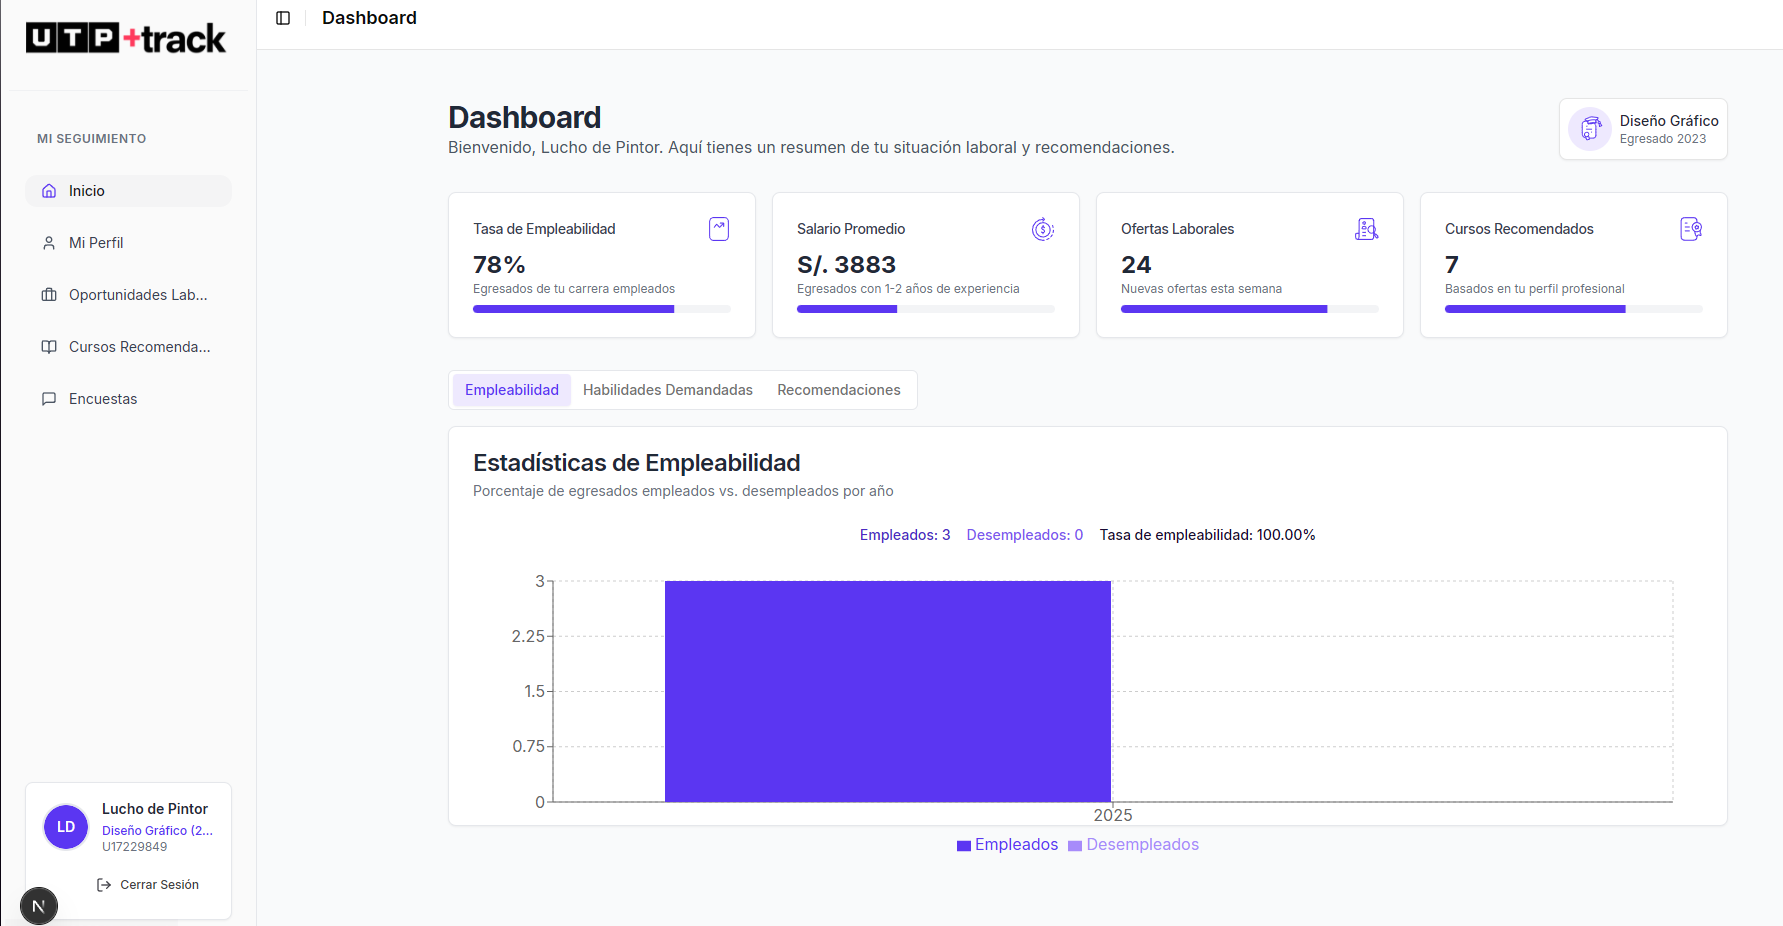 UTP+track
Dashboard
MI SEGUIMIENTO
Inicio
Mi Perfil
Oportunidades Lab...
Cursos Recomenda...
Encuestas
Lucho de Pintor
LD
Diseño Gráfico (2...
U17229849
Cerrar Sesión
N
Dashboard
Bienvenido, Lucho de Pintor. Aquí tienes un resumen de tu situación laboral y recomendaciones.
Diseño Gráfico
Egresado 2023
Tasa de Empleabilidad
78%
Egresados de tu carrera empleados
Salario Promedio
S/. 3883
Egresados con 1-2 años de experiencia
Ofertas Laborales
24
Nuevas ofertas esta semana
Cursos Recomendados
7
Basados en tu perfil profesional
Empleabilidad Habilidades Demandadas Recomendaciones
Estadísticas de Empleabilidad
Porcentaje de egresados empleados vs. desempleados por año
Empleados: 3 Desempleados: 0 Tasa de empleabilidad: 100.00%
3
2.25
1.5
0.75
0
2025
Empleados Desempleados